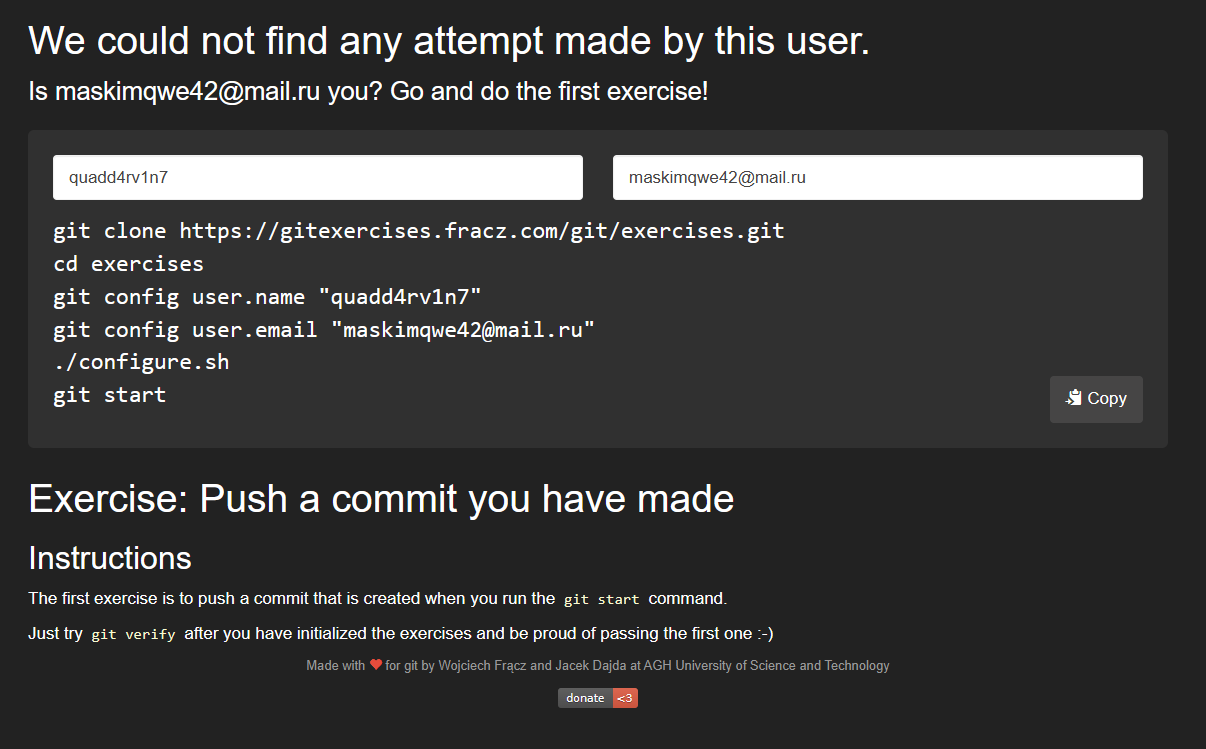 We could not find any attempt made by this user.
Is maskimqwe42@mail.ru you? Go and do the first exercise!
quadd4rv1n7
maskimqwe42@mail.ru
git clone https://gitexercises.fracz.com/git/exercises.git
cd exercises
git config user.name "quadd4rv1n7"
git config user.email "maskimqwe42@mail.ru"
./configure.sh
git start
Copy
Exercise: Push a commit you have made
Instructions
The first exercise is to push a commit that is created when you run the git start command.
Just try git verify after you have initialized the exercises and be proud of passing the first one :-)
Made with ❤ for git by Wojciech Frącz and Jacek Dajda at AGH University of Science and Technology
donate <3